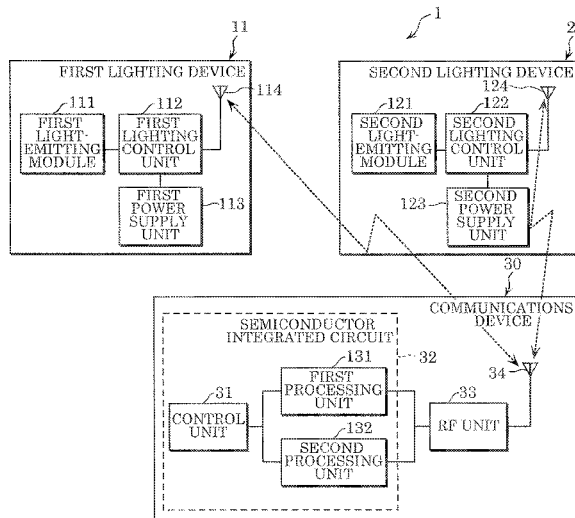 1
11
FIRST LIGHTING DEVICE
114
111
112
FIRST
LIGHT-
EMITTING
MODULE
FIRST
LIGHTING
CONTROL
UNIT
FIRST
POWER
SUPPLY
UNIT
113
2
SECOND LIGHTING DEVICE
124
121
122
SECOND
LIGHT-
EMITTING
MODULE
SECOND
LIGHTING
CONTROL
UNIT
123
SECOND
POWER
SUPPLY
UNIT
30
COMMUNICATIONS
DEVICE
SEMICONDUCTOR
INTEGRATED CIRCUIT
32
131
FIRST
PROCESSING
UNIT
31
CONTROL
UNIT
132
SECOND
PROCESSING
UNIT
33
RF UNIT
34